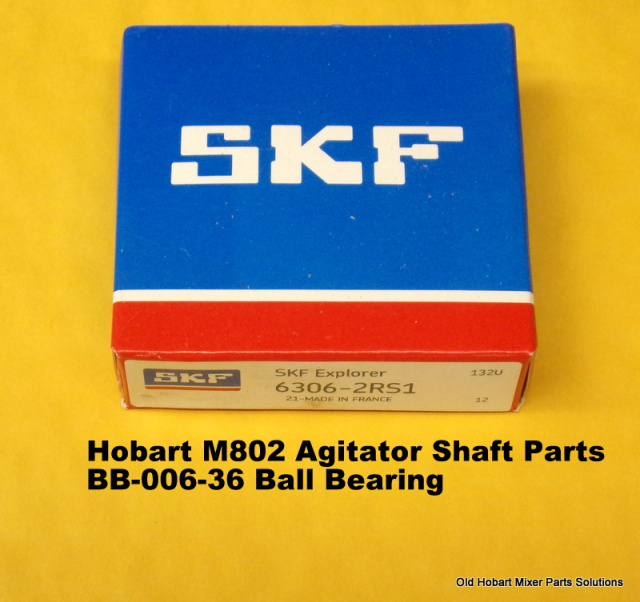 SKF
SKF
SKF Explorer
132U
6306-2RS1
21-MADE IN FRANCE
12
Hobart M802 Agitator Shaft Parts
BB-006-36 Ball Bearing
Old Hobart Mixer Parts Solutions